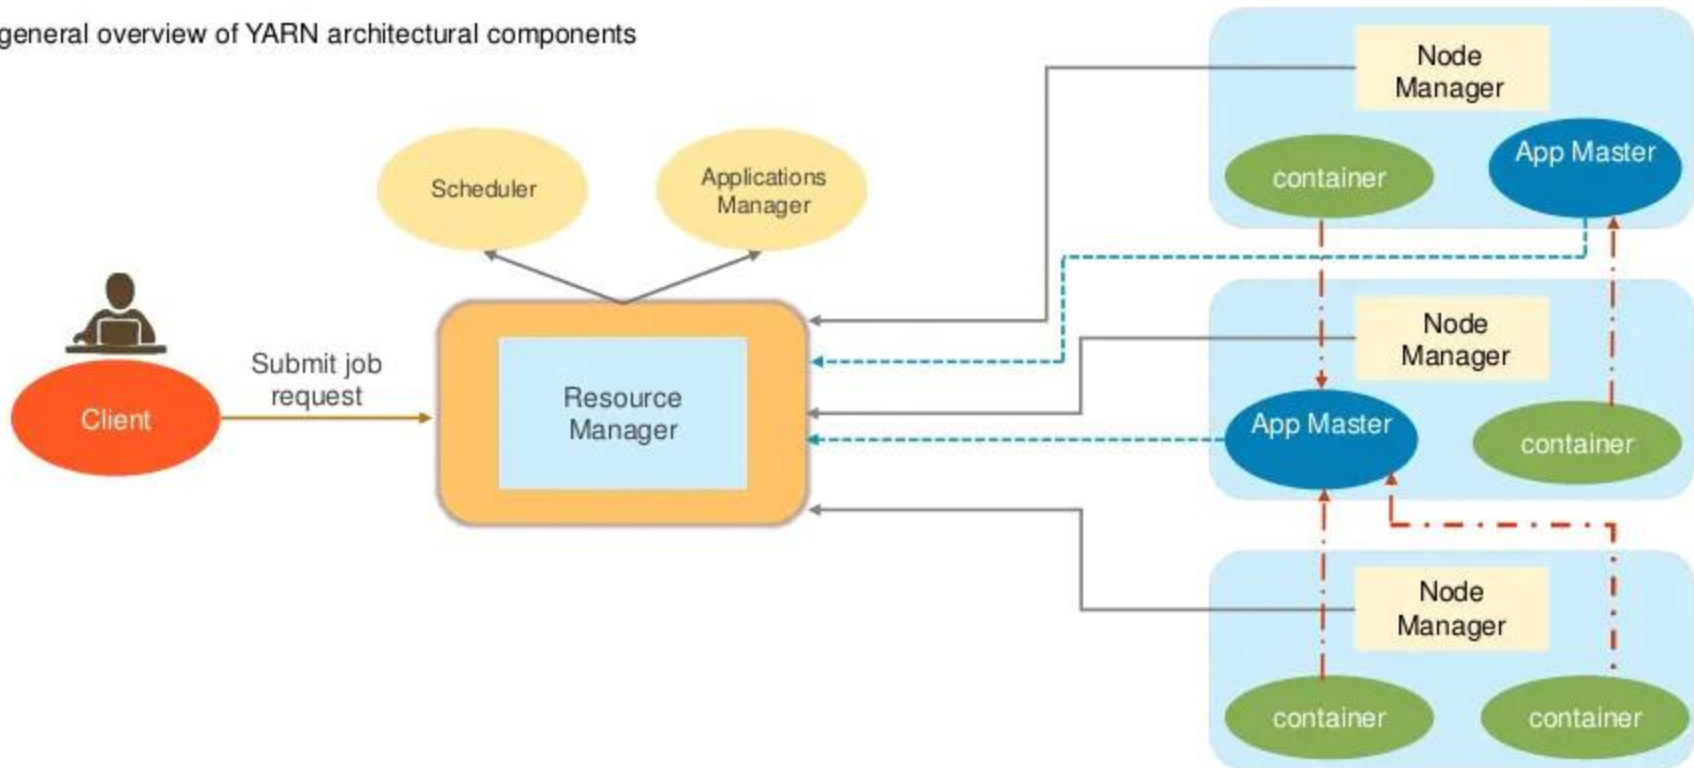 general overview of YARN architectural components
Node
Manager
container
App Master
Scheduler
Applications
Manager
Submit job
request
Client
Resource
Manager
Node
Manager
App Master
container
Node
Manager
container
container